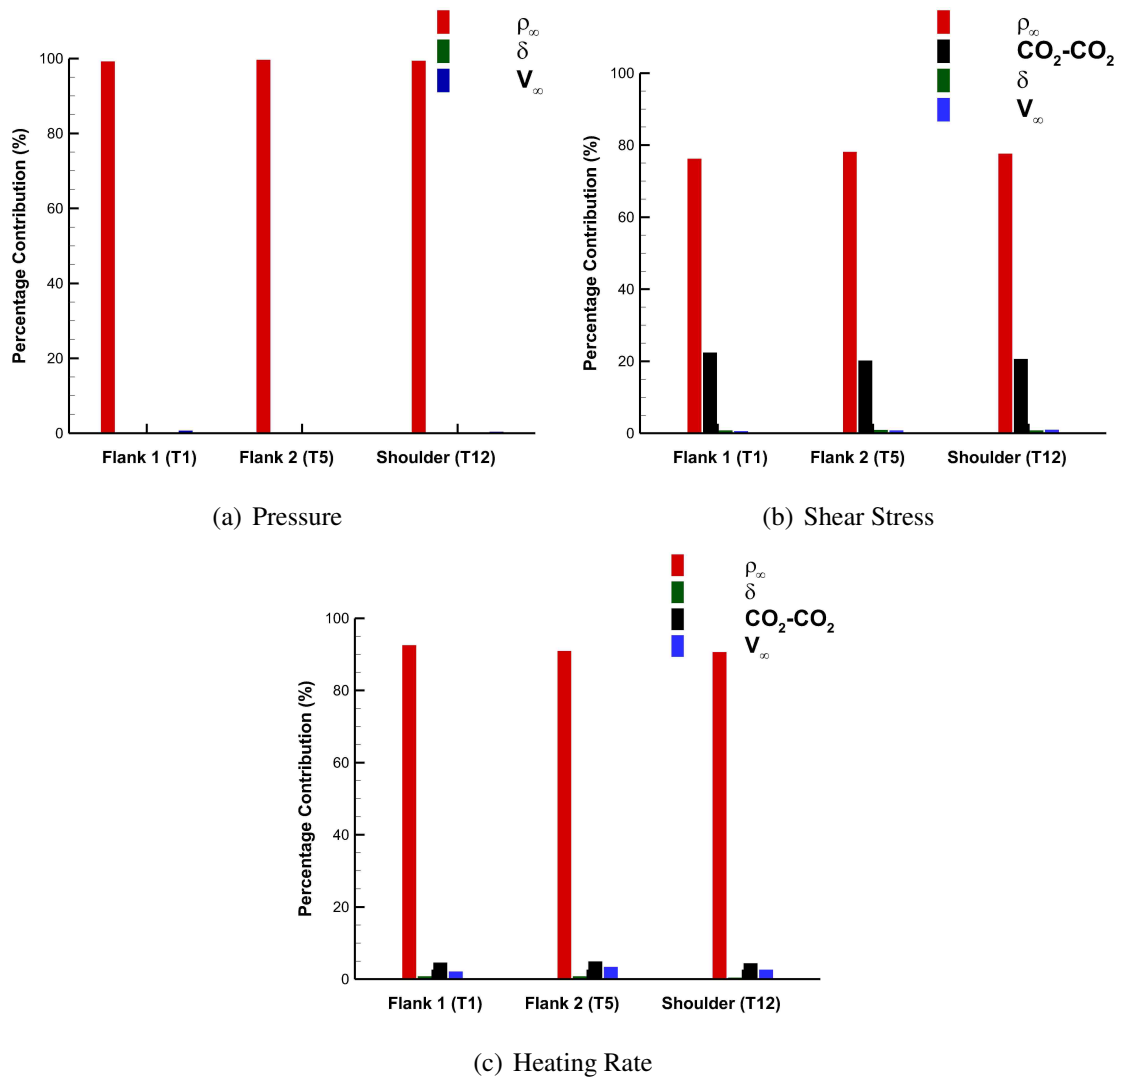 ρ∞
δ
V∞
Percentage Contribution (%)
100
80
60
40
20
0
Flank 1 (T1) Flank 2 (T5) Shoulder (T12)
(a) Pressure
ρ∞
CO₂-CO₂
δ
V∞
Percentage Contribution (%)
100
80
60
40
20
0
Flank 1 (T1) Flank 2 (T5) Shoulder (T12)
(b) Shear Stress
ρ∞
δ
CO₂-CO₂
V∞
Percentage Contribution (%)
100
80
60
40
20
0
Flank 1 (T1) Flank 2 (T5) Shoulder (T12)
(c) Heating Rate